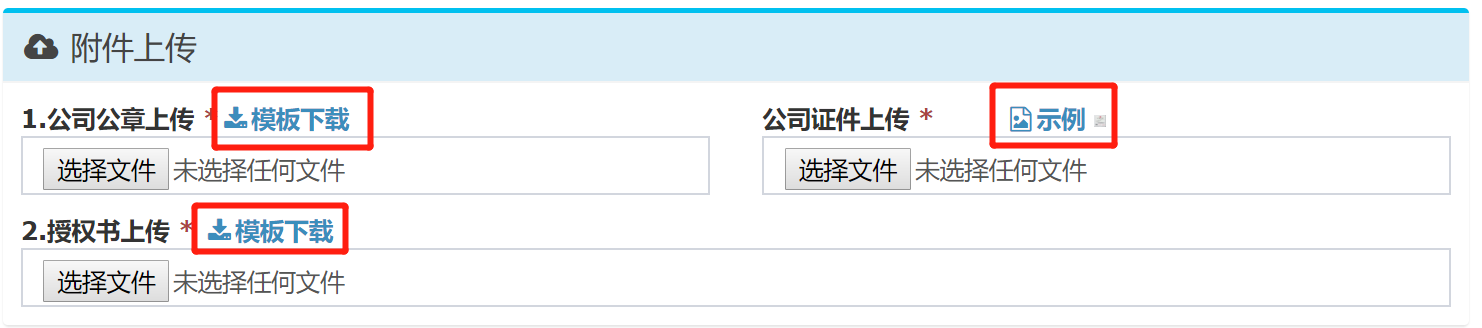 附件上传
1.公司公章上传 * 模板下载 公司证件上传 * 示例
选择文件 未选择任何文件 选择文件 未选择任何文件
2.授权书上传 * 模板下载
选择文件 未选择任何文件